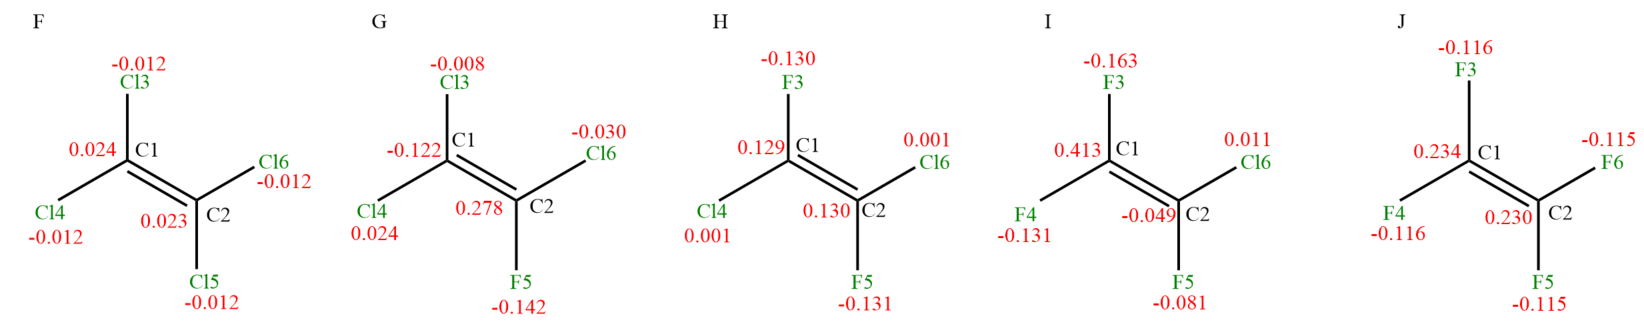 F
-0.012
Cl3
0.024
C1
Cl6
-0.012
Cl4
-0.012
0.023
C2
Cl5
-0.012
G
-0.008
Cl3
C1
-0.122
-0.030
Cl6
Cl4
0.024
0.278
C2
F5
-0.142
H
-0.130
F3
0.129
C1
0.001
Cl6
Cl4
0.001
0.130
C2
F5
-0.131
I
-0.163
F3
0.413
C1
0.011
Cl6
F4
-0.131
-0.049
C2
F5
-0.081
J
-0.116
F3
0.234
C1
-0.115
F6
F4
-0.116
0.230
C2
F5
-0.115